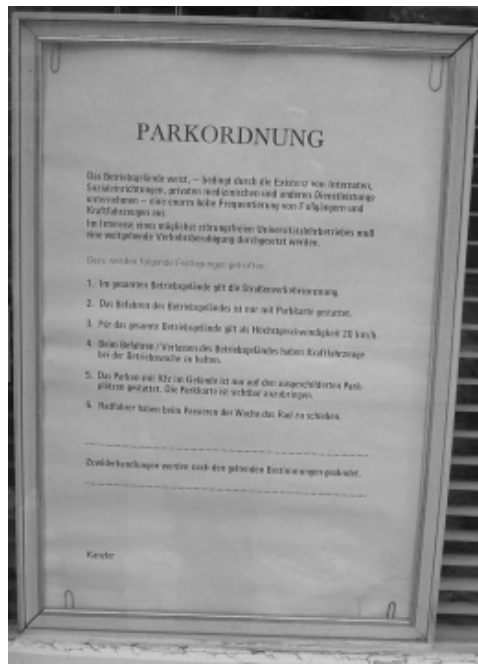 PARKORDNUNG
Das Betriebsgelände weist, – bedingt durch die Existenz von Internaten,
Sozialeinrichtungen, privaten medizinischen und anderen Dienstleistungs-
unternehmen – eine enorm hohe Frequentierung von Fußgängern und
Kraftfahrzeugen aus.
Im Interesse eines möglichst störungsfreien Universitätslehrbetriebes muß
eine weitgehende Verkehrsberuhigung durchgesetzt werden.
Dazu werden folgende Festlegungen getroffen:
1. Im gesamten Betriebsgelände gilt die Straßenverkehrsordnung.
2. Das Befahren des Betriebsgeländes ist nur mit Parkkarte gestattet.
3. Für das gesamte Betriebsgelände gilt als Höchstgeschwindigkeit 20 km/h.
4. Beim Befahren / Verlassen des Betriebsgeländes haben Kraftfahrzeuge
bei der Betriebswache zu halten.
5. Das Parken mit Kfz im Gelände ist nur auf den ausgeschilderten Park-
plätzen gestattet. Die Parkkarte ist sichtbar anzubringen.
6. Radfahrer haben beim Passieren der Wache das Rad zu schieben.
Zuwiderhandlungen werden nach den geltenden Bestimmungen geahndet.
Kanzler